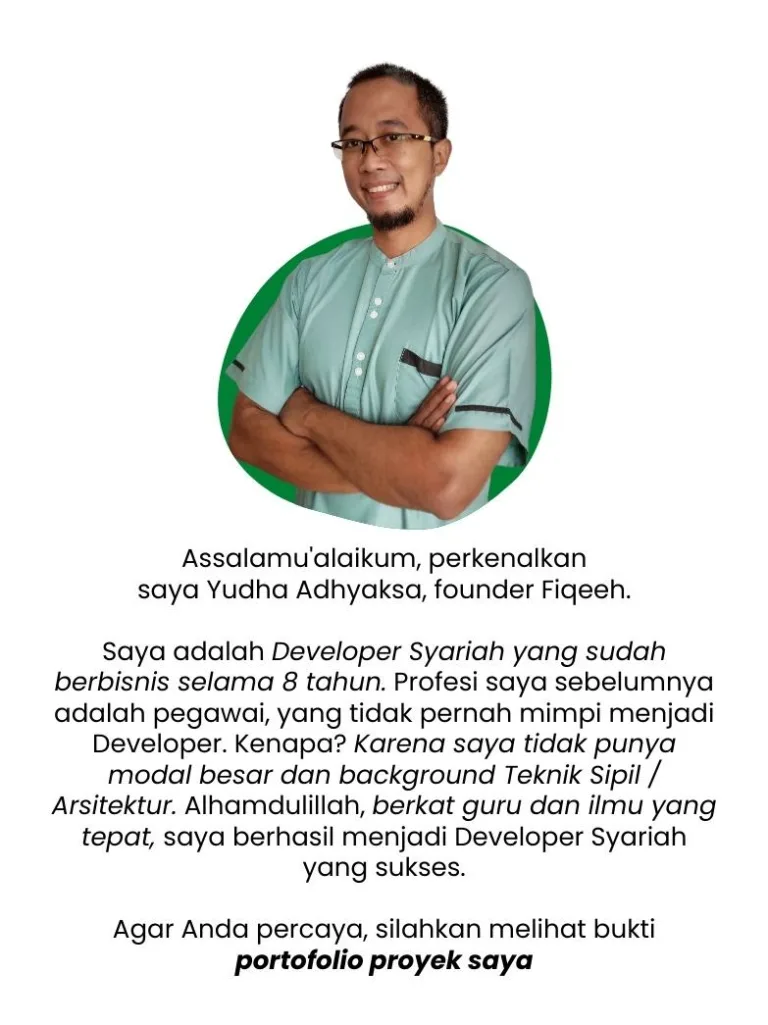 Assalamu'alaikum, perkenalkan
saya Yudha Adhyaksa, founder Fiqeeh.
Saya adalah Developer Syariah yang sudah
berbisnis selama 8 tahun. Profesi saya sebelumnya
adalah pegawai, yang tidak pernah mimpi menjadi
Developer. Kenapa? Karena saya tidak punya
modal besar dan background Teknik Sipil /
Arsitektur. Alhamdulillah, berkat guru dan ilmu yang
tepat, saya berhasil menjadi Developer Syariah
yang sukses.
Agar Anda percaya, silahkan melihat bukti
portofolio proyek saya